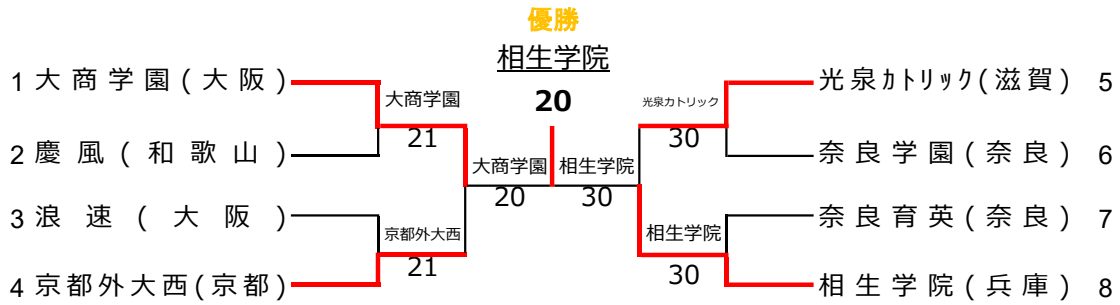 優勝
相生学院
20
1 大商学園(大阪)
2 慶風(和歌山)
3 浪速(大阪)
4 京都外大西(京都)
大商学園
21
京都外大西
21
大商学園
20
相生学院
30
光泉カトリック
30
相生学院
30
光泉カトリック(滋賀) 5
奈良学園(奈良) 6
奈良育英(奈良) 7
相生学院(兵庫) 8